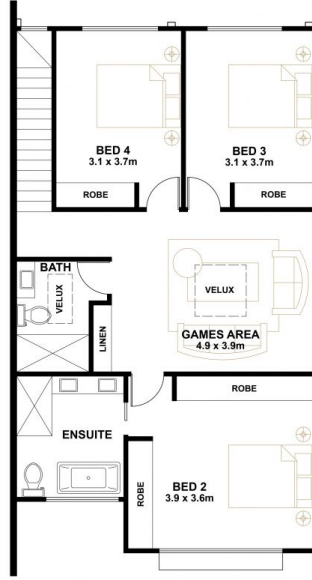 BED 4
3.1 x 3.7m
BED 3
3.1 x 3.7m
ROBE
ROBE
BATH
VELUX
VELUX
LINEN
GAMES AREA
4.9 x 3.9m
ROBE
ENSUITE
ROBE
BED 2
3.9 x 3.6m